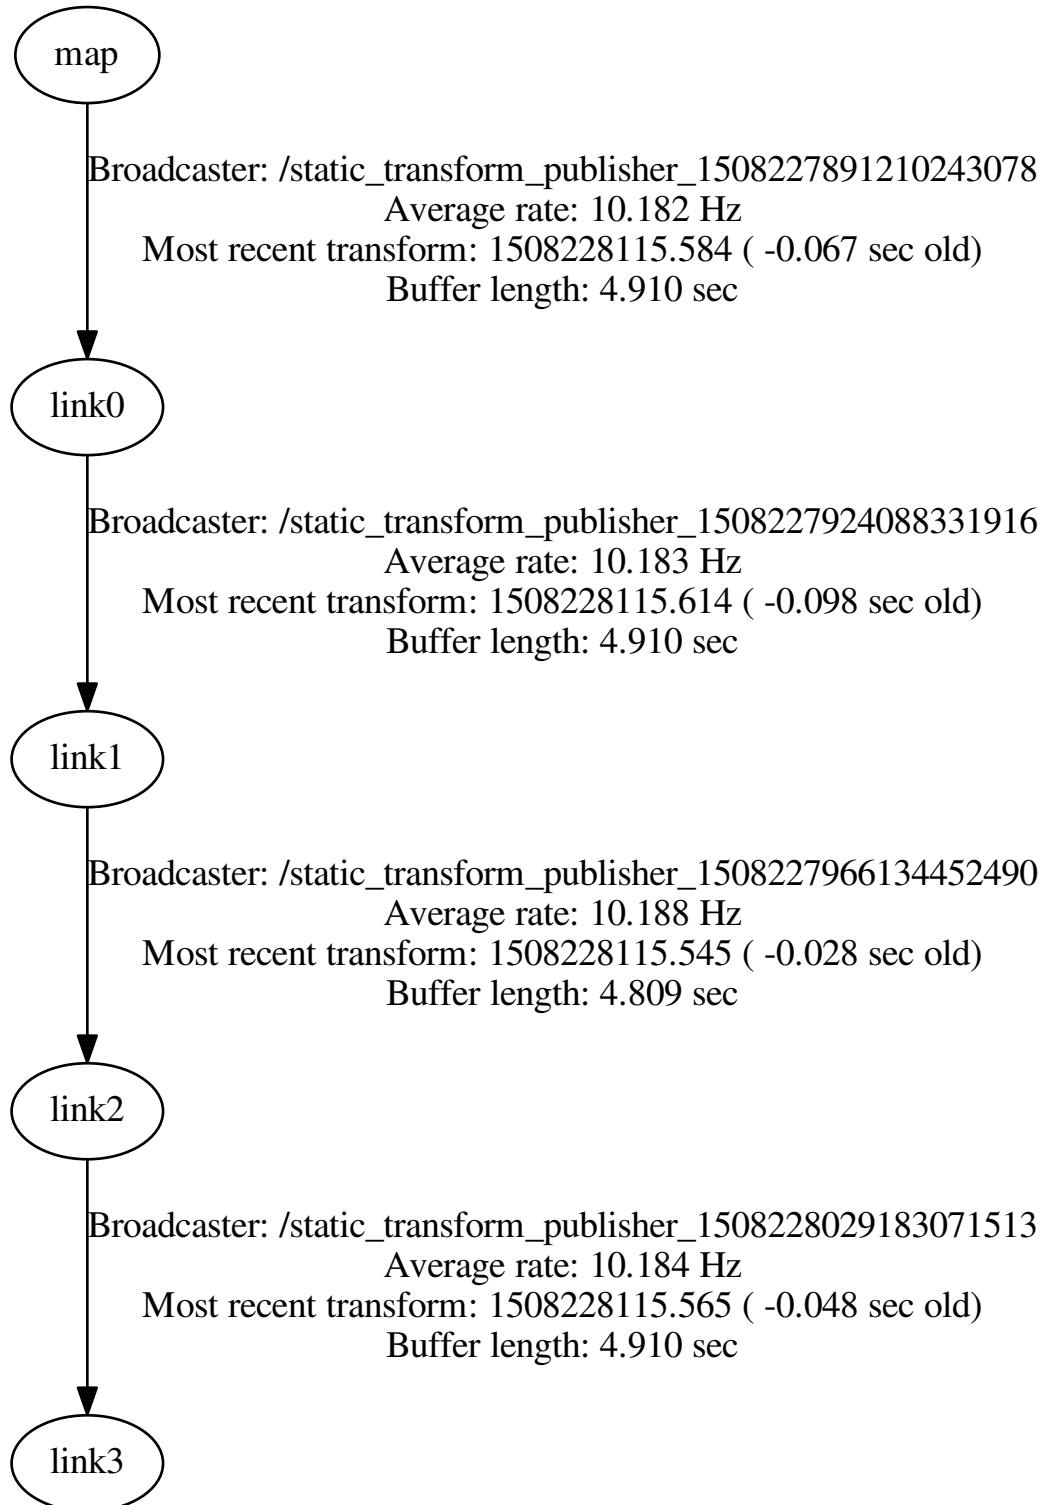 map
Broadcaster: /static_transform_publisher_1508227891210243078
Average rate: 10.182 Hz
Most recent transform: 1508228115.584 ( -0.067 sec old)
Buffer length: 4.910 sec
link0
Broadcaster: /static_transform_publisher_1508227924088331916
Average rate: 10.183 Hz
Most recent transform: 1508228115.614 ( -0.098 sec old)
Buffer length: 4.910 sec
link1
Broadcaster: /static_transform_publisher_1508227966134452490
Average rate: 10.188 Hz
Most recent transform: 1508228115.545 ( -0.028 sec old)
Buffer length: 4.809 sec
link2
Broadcaster: /static_transform_publisher_1508228029183071513
Average rate: 10.184 Hz
Most recent transform: 1508228115.565 ( -0.048 sec old)
Buffer length: 4.910 sec
link3